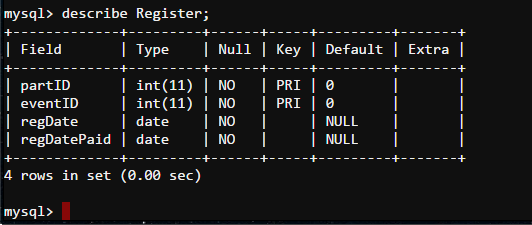 mysql> describe Register;
+-------------+---------+------+-----+---------+-------+
| Field       | Type    | Null | Key | Default | Extra |
+-------------+---------+------+-----+---------+-------+
| partID      | int(11) | NO   | PRI | 0       |       |
| eventID     | int(11) | NO   | PRI | 0       |       |
| regDate     | date    | NO   |     | NULL    |       |
| regDatePaid | date    | NO   |     | NULL    |       |
+-------------+---------+------+-----+---------+-------+
4 rows in set (0.00 sec)
mysql>